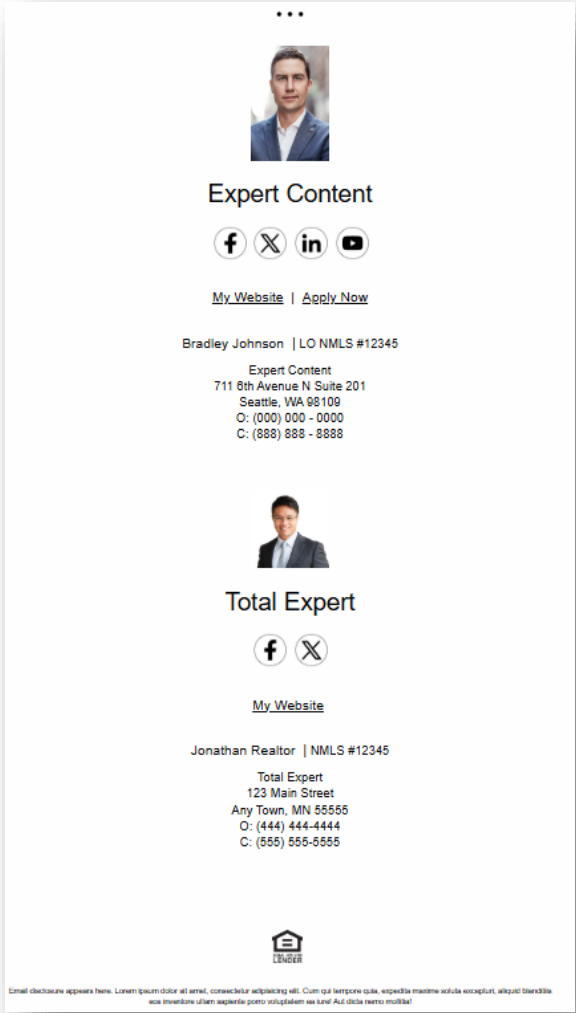 Expert Content
My Website | Apply Now
Bradley Johnson | LO NMLS #12345
Expert Content
711 6th Avenue N Suite 201
Seattle, WA 98109
O: (000) 000 - 0000
C: (888) 888 - 8888
Total Expert
My Website
Jonathan Realtor | NMLS #12345
Total Expert
123 Main Street
Any Town, MN 55555
O: (444) 444-4444
C: (555) 555-5555
LENDER
Email disclosure appears here. Lorem ipsum dolor sit amet, consectetur adipisicing elit. Cum qui tempore quia, expedita maxime soluta excepturi, aliquid blanditiis
eos inventore ullam sapiente porro voluptatem ea iure! Aut dicta nemo mollitia!